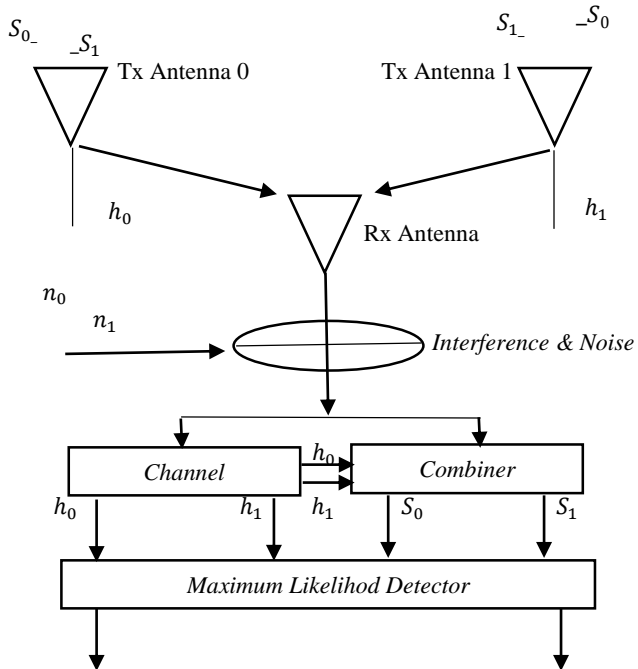 S₀_ _S₁ S₁_ _S₀
Tx Antenna 0 Tx Antenna 1
h₀ h₁
Rx Antenna
n₀
n₁
Interference & Noise
Channel h₀ Combiner
h₀ h₁ h₁ S₀ S₁
Maximum Likelihod Detector